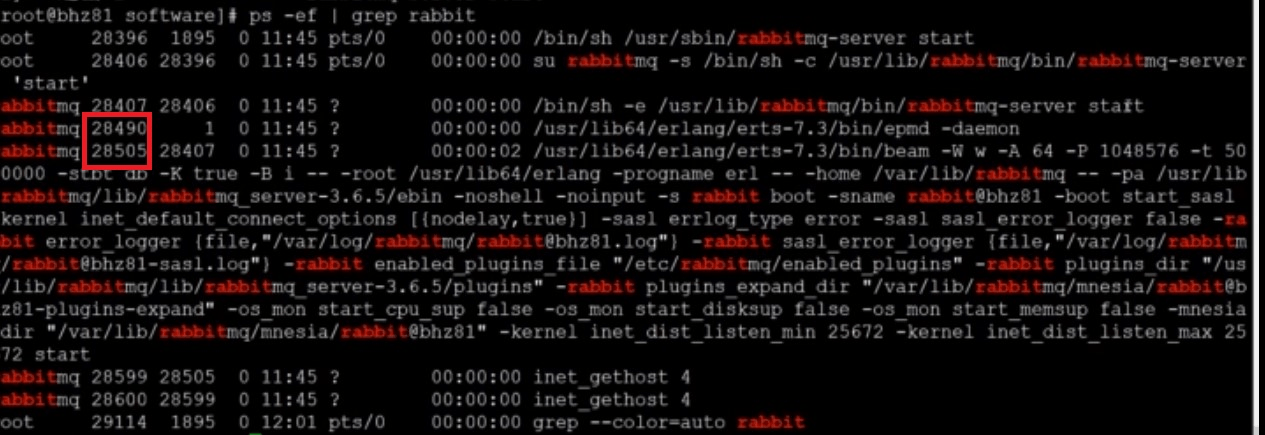 root@bhz81 software]# ps -ef | grep rabbit
oot 28396 1895 0 11:45 pts/0 00:00:00 /bin/sh /usr/sbin/rabbitmq-server start
oot 28406 28396 0 11:45 pts/0 00:00:00 su rabbitmq -s /bin/sh -c /usr/lib/rabbitmq/bin/rabbitmq-server
'start'
abbitmq 28407 28406 0 11:45 ? 00:00:00 /bin/sh -e /usr/lib/rabbitmq/bin/rabbitmq-server start
abbitmq 28490 1 0 11:45 ? 00:00:00 /usr/lib64/erlang/erts-7.3/bin/epmd -daemon
abbitmq 28505 28407 0 11:45 ? 00:00:02 /usr/lib64/erlang/erts-7.3/bin/beam -W w -A 64 -P 1048576 -t 50
00000 -stbt db -K true -B i -- -root /usr/lib64/erlang -progname erl -- -home /var/lib/rabbitmq -- -pa /usr/lib
rabbitmq/lib/rabbitmq_server-3.6.5/ebin -noshell -noinput -s rabbit boot -sname rabbit@bhz81 -boot start_sasl
kernel inet_default_connect_options [{nodelay,true}] -sasl errlog_type error -sasl sasl_error_logger false -ra
bit error_logger {file,"/var/log/rabbitmq/rabbit@bhz81.log"} -rabbit sasl_error_logger {file,"/var/log/rabbitm
/rabbit@bhz81-sasl.log"} -rabbit enabled_plugins_file "/etc/rabbitmq/enabled_plugins" -rabbit plugins_dir "/us
/lib/rabbitmq/lib/rabbitmq_server-3.6.5/plugins" -rabbit plugins_expand_dir "/var/lib/rabbitmq/mnesia/rabbit@b
z81-plugins-expand" -os_mon start_cpu_sup false -os_mon start_disksup false -os_mon start_memsup false -mnesia
dir "/var/lib/rabbitmq/mnesia/rabbit@bhz81" -kernel inet_dist_listen_min 25672 -kernel inet_dist_listen_max 25
72 start
abbitmq 28599 28505 0 11:45 ? 00:00:00 inet_gethost 4
abbitmq 28600 28599 0 11:45 ? 00:00:00 inet_gethost 4
oot 29114 1895 0 12:01 pts/0 00:00:00 grep --color=auto rabbit